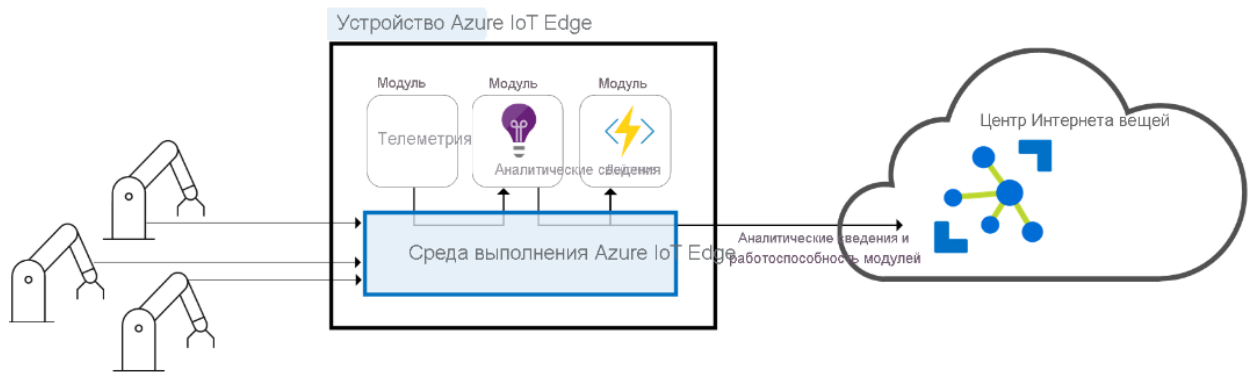 Устройство Azure IoT Edge
Модуль
Модуль
Модуль
Телеметрия
Аналитические сведения
Центр Интернета вещей
Среда выполнения Azure IoT Edge
Аналитические сведения и
работоспособность модулей